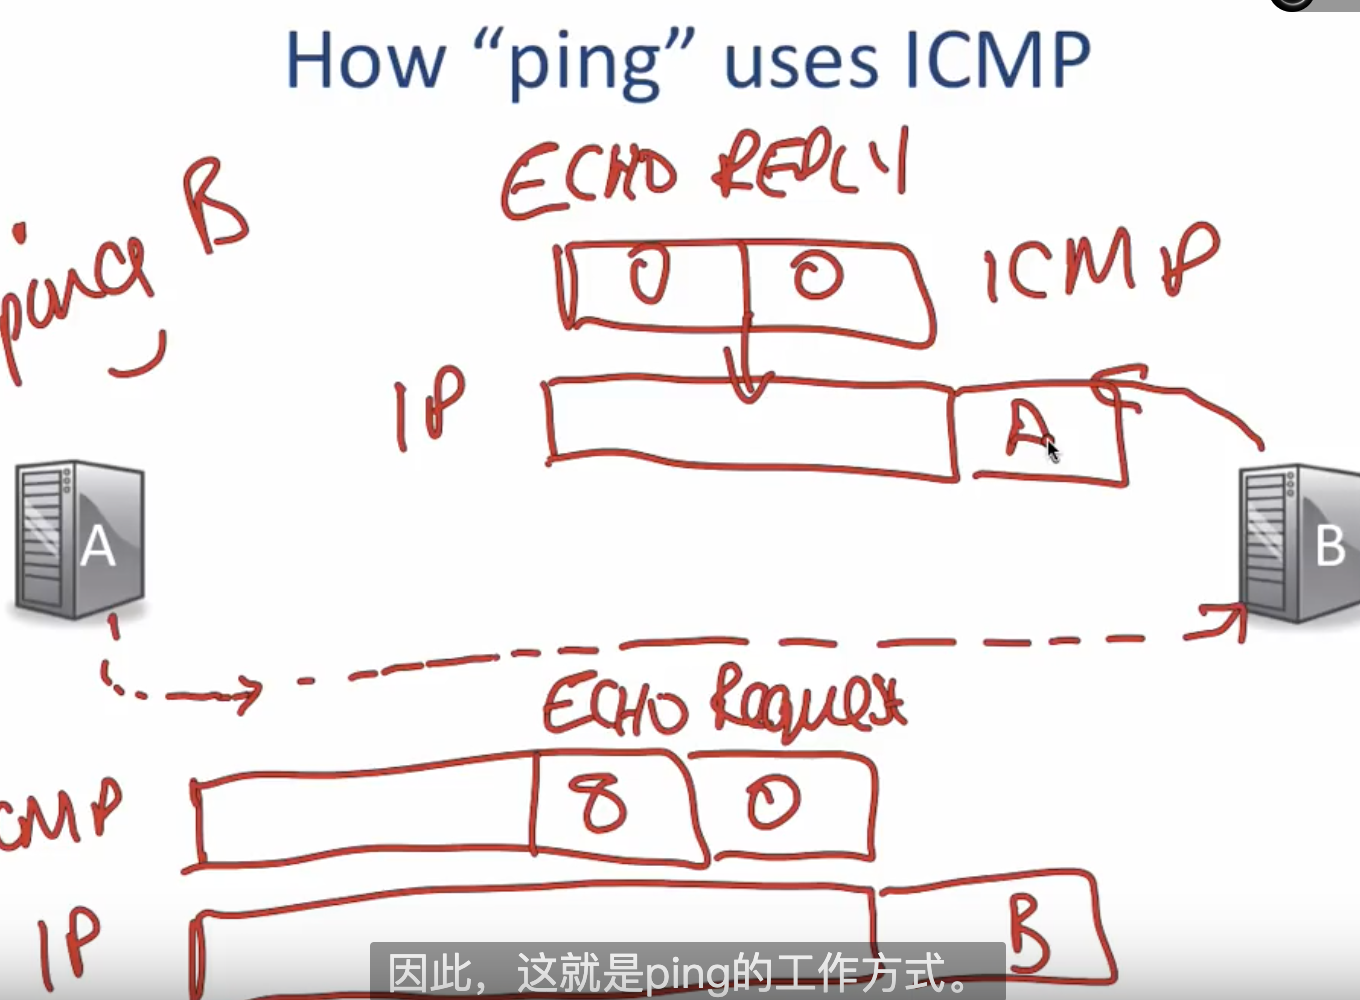 How “ping” uses ICMP
ECHO REPLY
ping B
0 0
ICMP
IP
A
A
B
ECHO Request
CMP
8 0
IP
B
因此，这就是ping的工作方式。